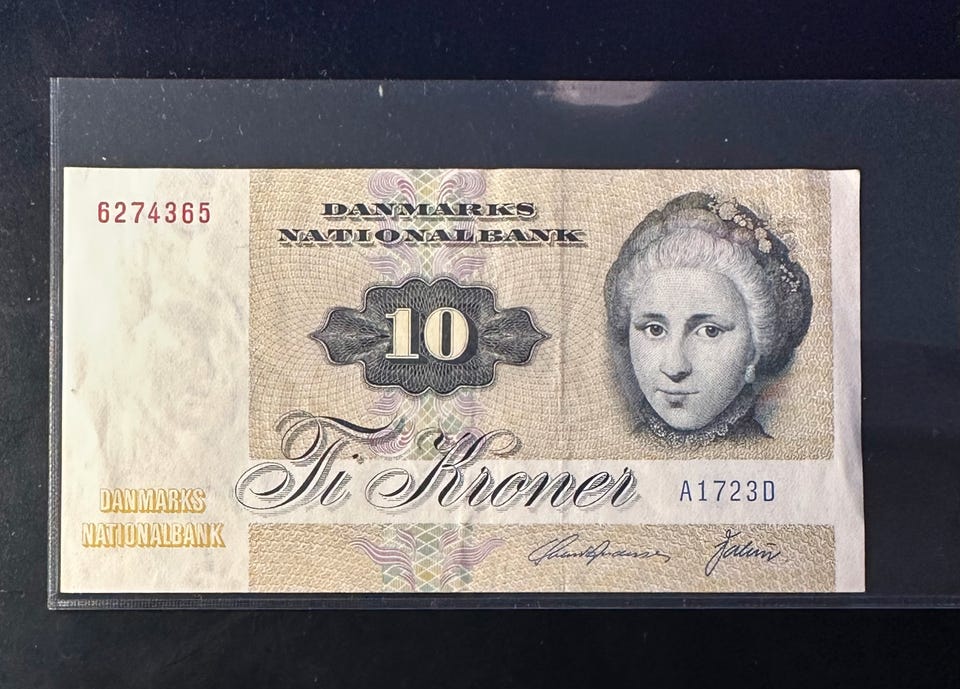 6274365
DANMARKS
NATIONALBANK
10
Ti Kroner
A1723D
DANMARKS
NATIONALBANK